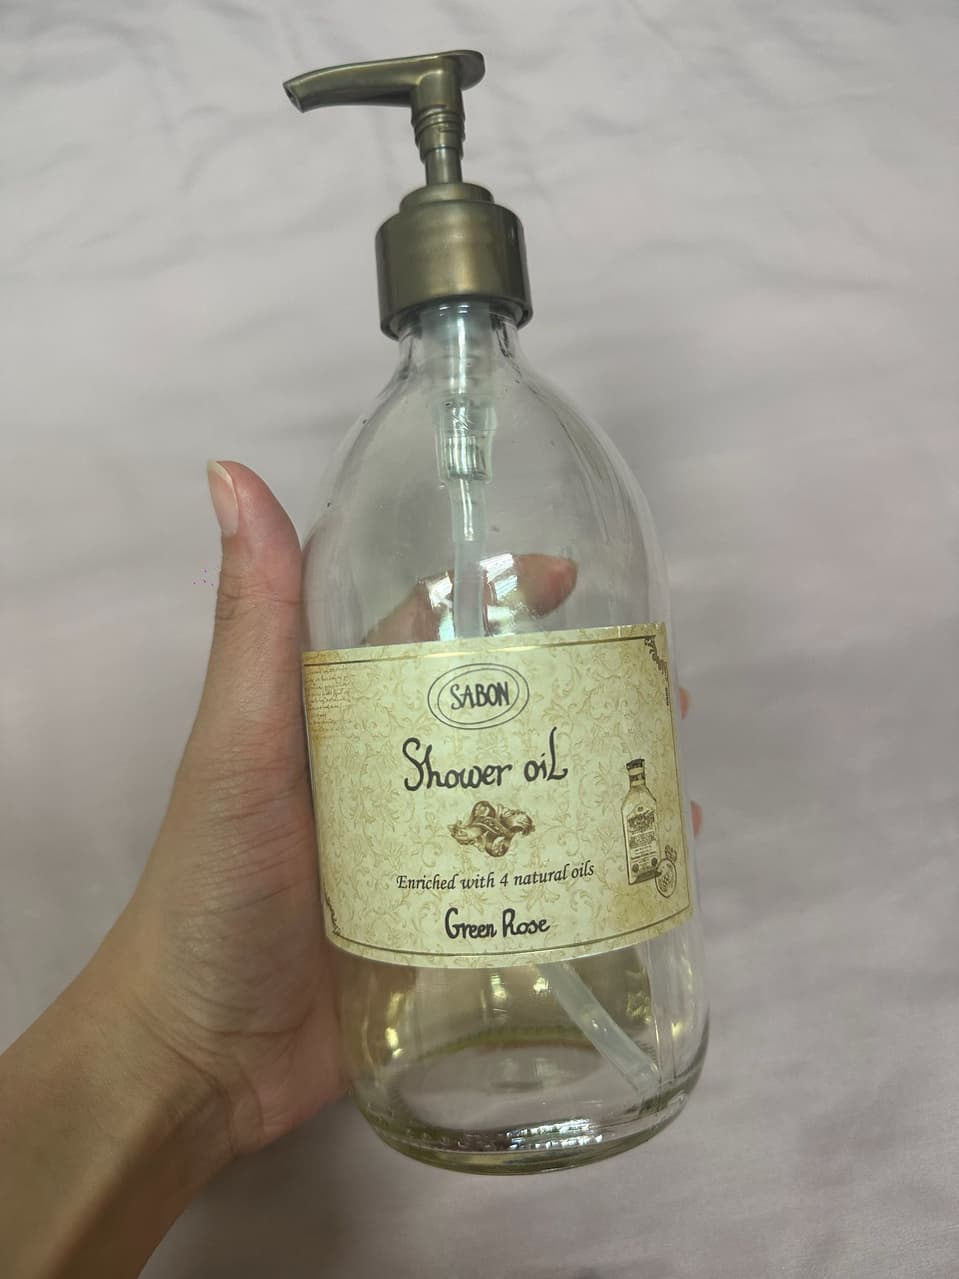 SABON
Shower oil
Enriched with 4 natural oils
Green Rose